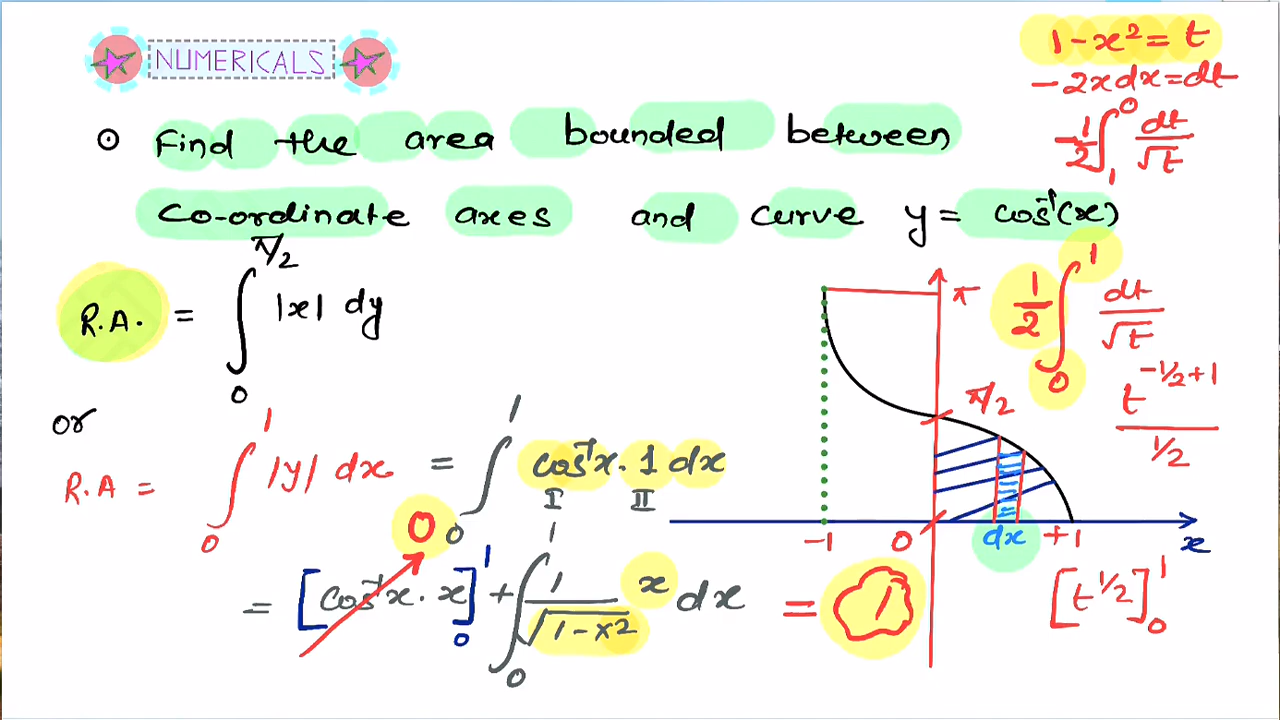 NUMERICALS
⊙ Find the area bounded between
Co-ordinate axes and curve y = cos⁻¹(x)
R.A. = ∫₀^(π/2) |x| dy
or
R.A = ∫₀¹ |y| dx = ∫₀¹ cos⁻¹x · 1 dx
I II
= [cos⁻¹x · x]₀¹ + ∫₀¹ 1/√(1-x²) x dx = 1
0
1-x² = t
-2xdx = dt
-1/2 ∫₁⁰ dt/√t
1/2 ∫₀¹ dt/√t
t^(-1/2+1) / 1/2
[t^(1/2)]₀¹
π
π/2
-1 0 dx +1 x